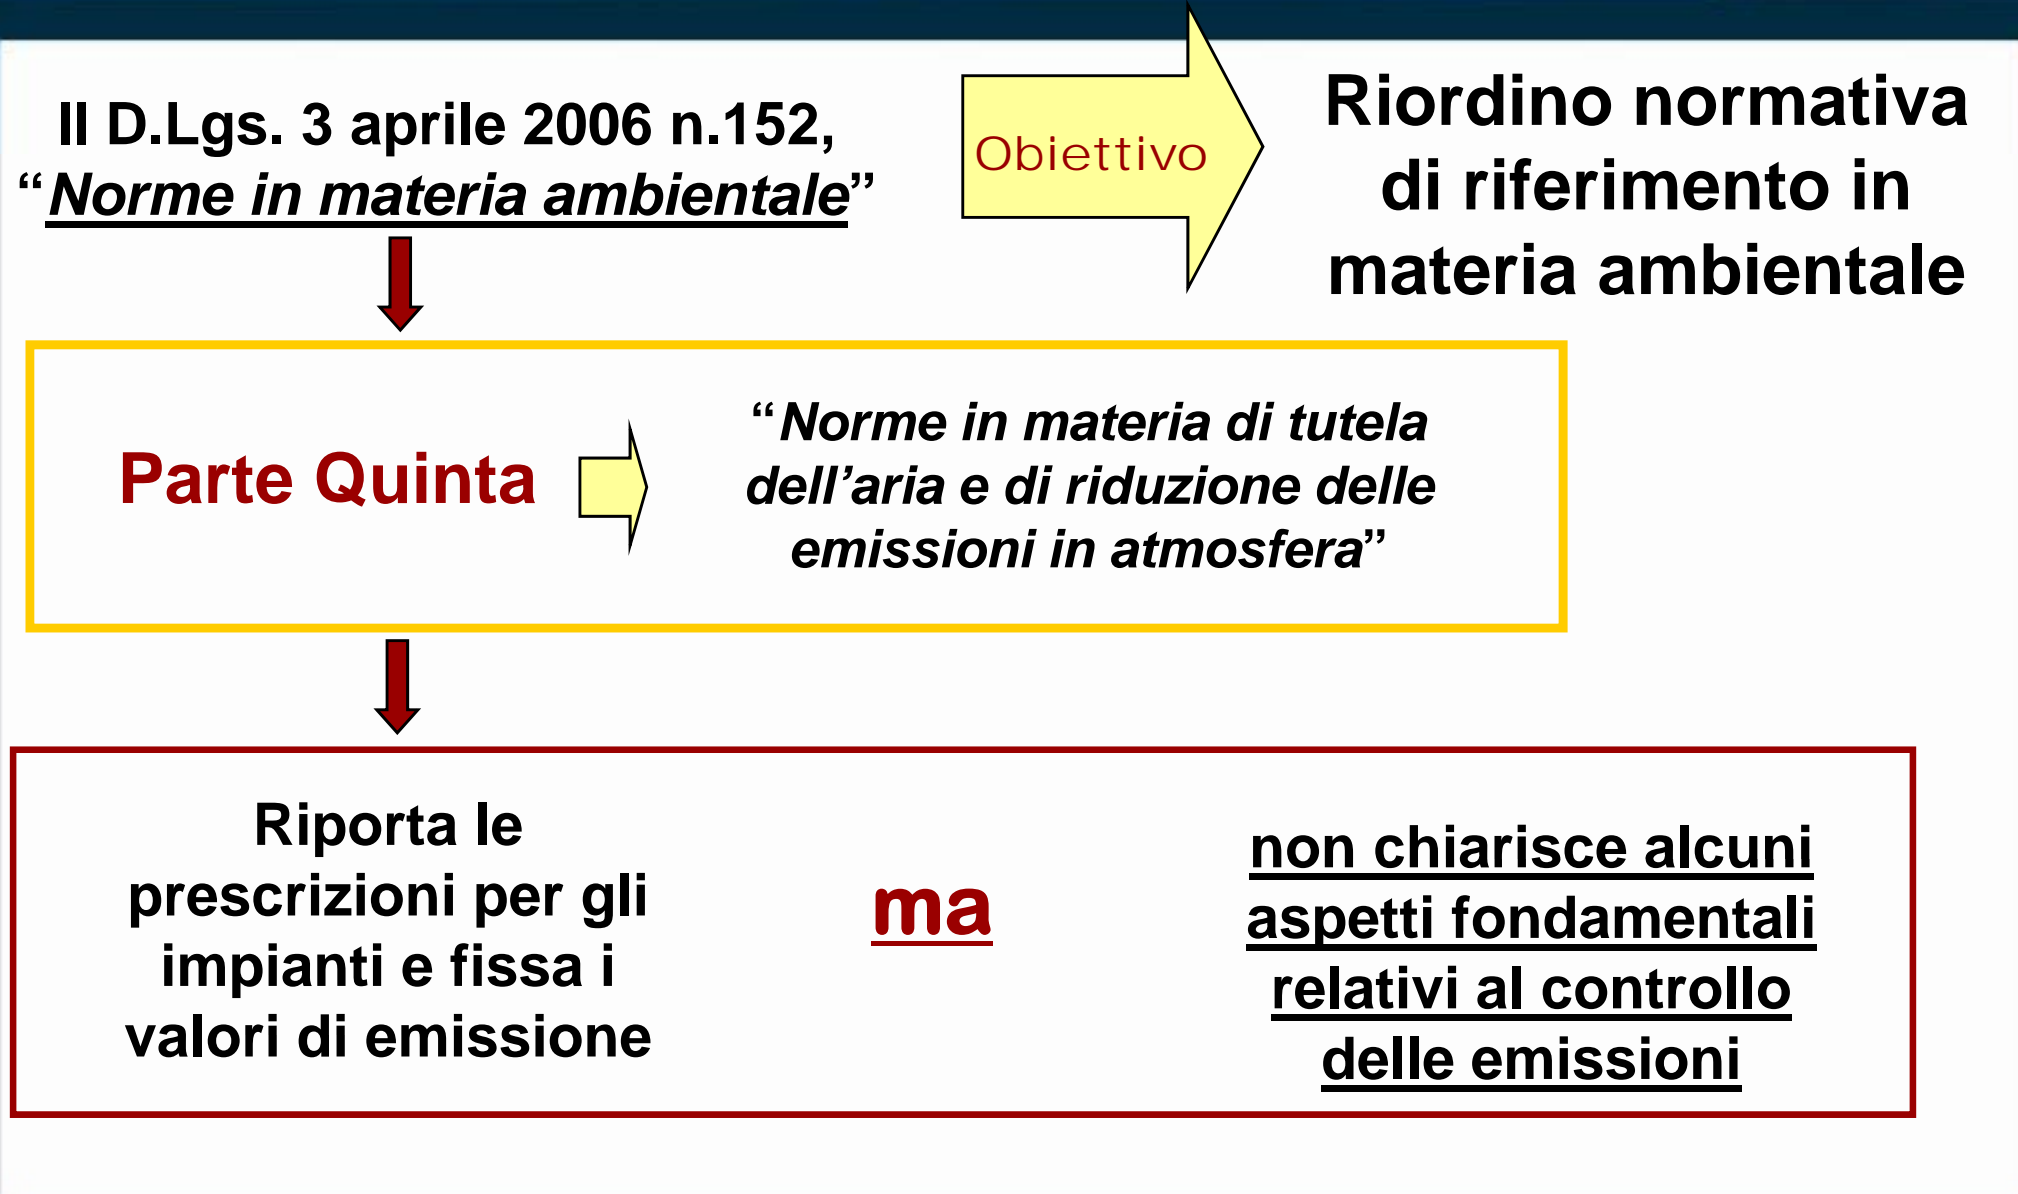 Il D.Lgs. 3 aprile 2006 n.152,
“Norme in materia ambientale”
Obiettivo
Riordino normativa
di riferimento in
materia ambientale
Parte Quinta
“Norme in materia di tutela
dell’aria e di riduzione delle
emissioni in atmosfera”
Riporta le
prescrizioni per gli
impianti e fissa i
valori di emissione
ma
non chiarisce alcuni
aspetti fondamentali
relativi al controllo
delle emissioni